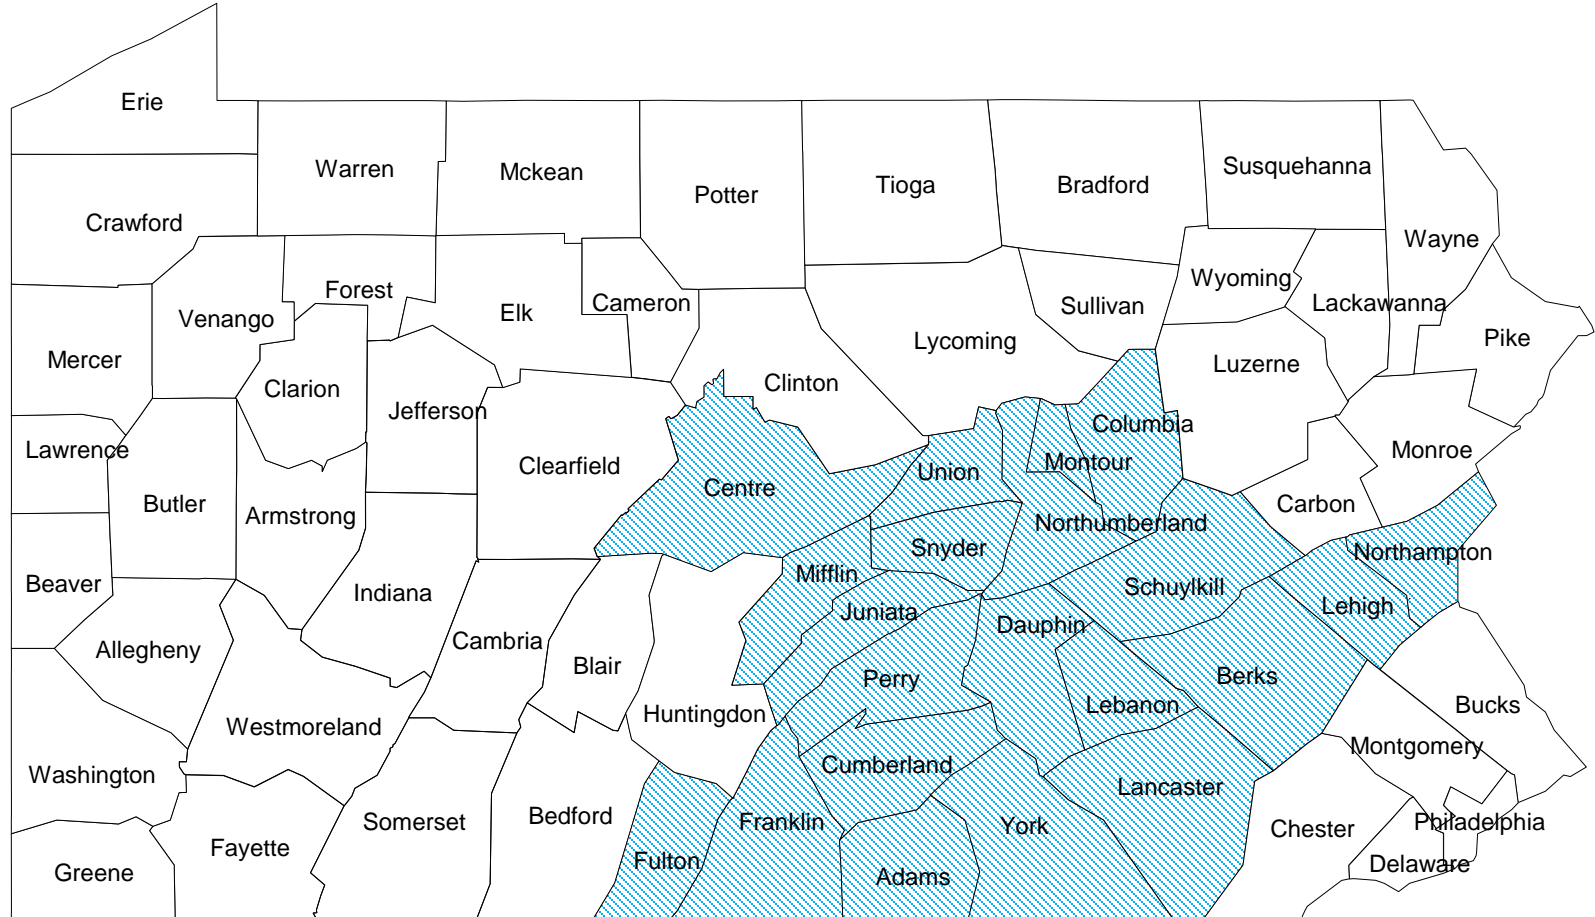 Erie
Warren
Mckean
Potter
Tioga
Bradford
Susquehanna
Crawford
Wayne
Forest
Venango
Elk
Cameron
Wyoming
Lackawanna
Sullivan
Lycoming
Pike
Mercer
Luzerne
Clarion
Clinton
Jefferson
Columbia
Lawrence
Monroe
Clearfield
Union
Montour
Centre
Butler
Carbon
Armstrong
Northumberland
Snyder
Northampton
Beaver
Mifflin
Schuylkill
Indiana
Juniata
Lehigh
Dauphin
Cambria
Allegheny
Blair
Perry
Berks
Huntingdon
Lebanon
Bucks
Westmoreland
Montgomery
Washington
Cumberland
Lancaster
Bedford
Somerset
Franklin
York
Chester
Philadelphia
Fayette
Fulton
Delaware
Greene
Adams